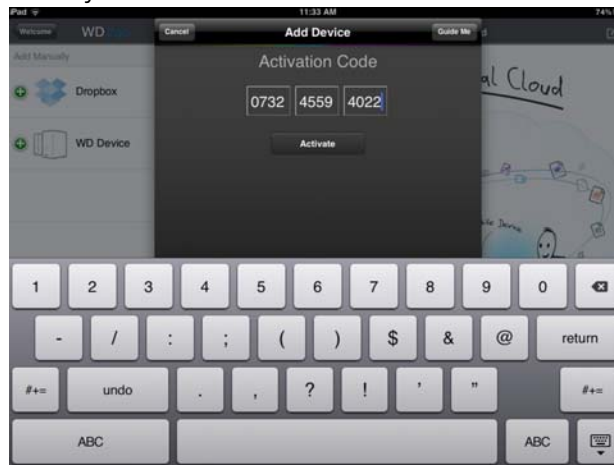 iPad 11:33 AM 74%
Welcome WD Cancel Add Device Guide Me
Add Manually
Activation Code
al Cloud
Dropbox
0732 4559 4022
WD Device
Activate
Device
1 2 3 4 5 6 7 8 9 0
- / : ; ( ) $ & @ return
#+= undo . , ? ! ' " #+=
ABC ABC